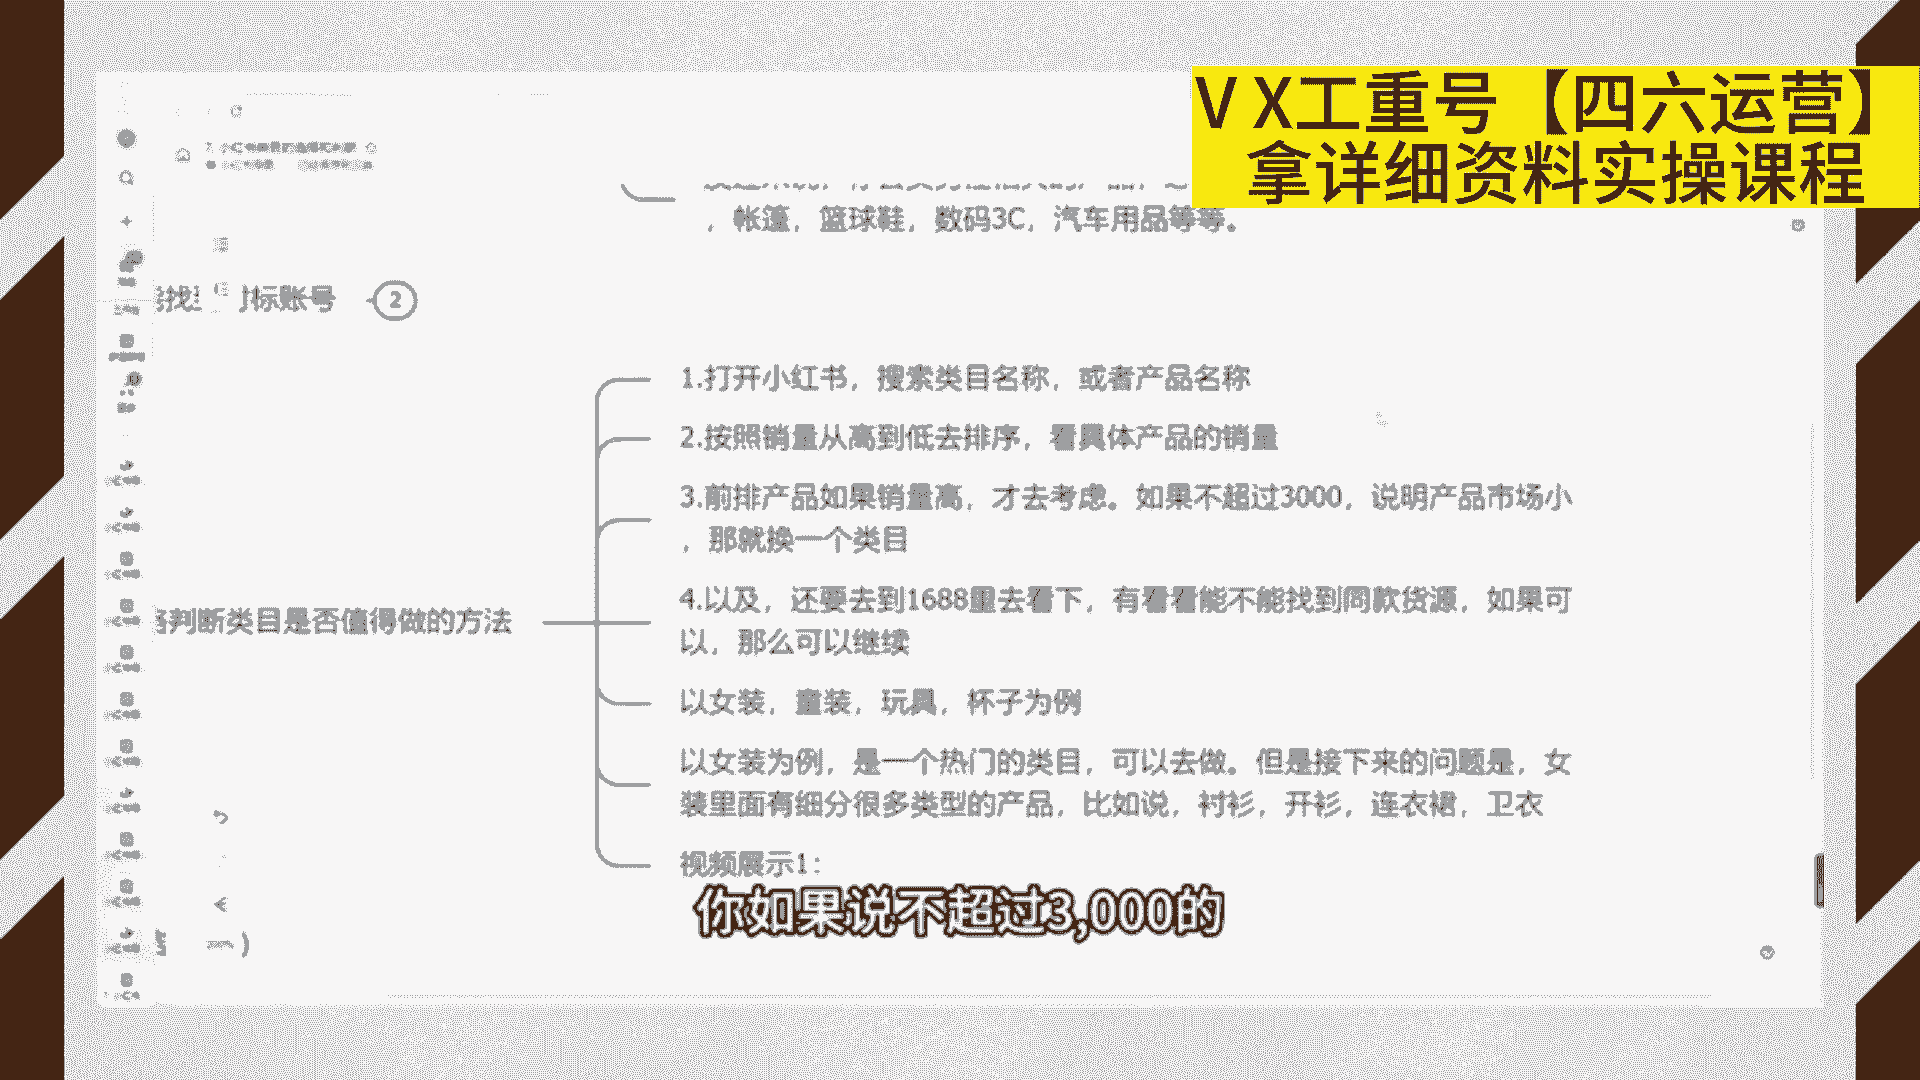 V X工重号【四六运营】
拿详细资料实操课程
，帐篷，篮球鞋，数码3C，汽车用品等等。
标账号
2
1.打开小红书，搜索类目名称，或者产品名称
2.按照销量从高到低去排序，看具体产品的销量
3.前排产品如果销量高，才去考虑。如果不超过3000，说明产品市场小
，那就换一个类目
4.以及，还要去到1688里去看下，有看看能不能找到同款货源，如果可
以，那么可以继续
判断类目是否值得做的方法
以女装，童装，玩具，杯子为例
以女装为例，是一个热门的类目，可以去做。但是接下来的问题是，女
装里面有细分很多类型的产品，比如说，衬衫，开衫，连衣裙，卫衣
视频展示1：
你如果说不超过3,000的